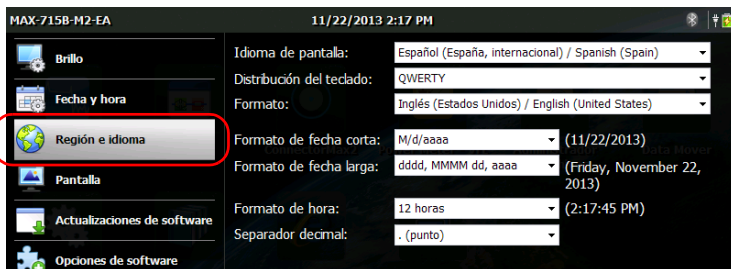 MAX-715B-M2-EA 11/22/2013 2:17 PM
Brillo
Fecha y hora
Región e idioma
Pantalla
Actualizaciones de software
Opciones de software
Idioma de pantalla: Español (España, internacional) / Spanish (Spain)
Distribución del teclado: QWERTY
Formato: Inglés (Estados Unidos) / English (United States)
Formato de fecha corta: M/d/aaaa (11/22/2013)
Formato de fecha larga: dddd, MMMM dd, aaaa (Friday, November 22,
2013)
Formato de hora: 12 horas (2:17:45 PM)
Separador decimal: . (punto)